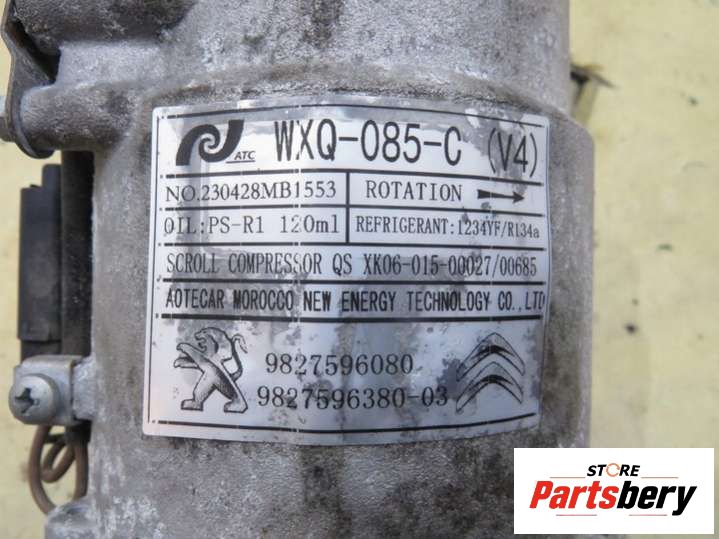 ATC WXQ-085-C (V4)
NO.230428MB1553 ROTATION
OIL:PS-R1 120ml REFRIGERANT:1234YF/R134a
SCROLL COMPRESSOR QS XK06-015-00027/00685
AOTECAR MOROCCO NEW ENERGY TECHNOLOGY CO.,LTD
9827596080
9827596380-03
STORE
Partsbery